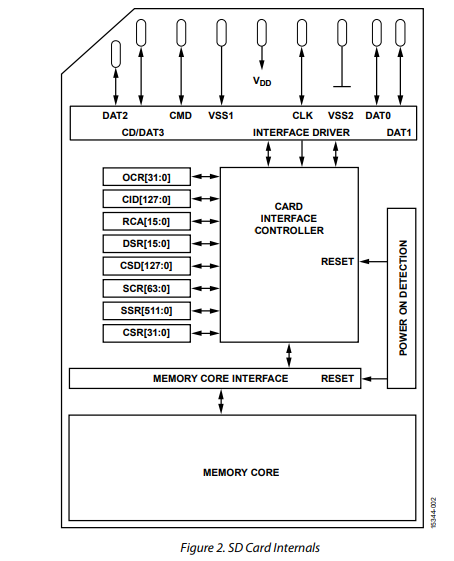 VDD
DAT2 CMD VSS1 CLK VSS2 DAT0
CD/DAT3 INTERFACE DRIVER DAT1
OCR[31:0]
CID[127:0]
RCA[15:0]
DSR[15:0]
CSD[127:0]
SCR[63:0]
SSR[511:0]
CSR[31:0]
CARD
INTERFACE
CONTROLLER
RESET
POWER ON DETECTION
MEMORY CORE INTERFACE RESET
MEMORY CORE
15344-002
Figure 2. SD Card Internals